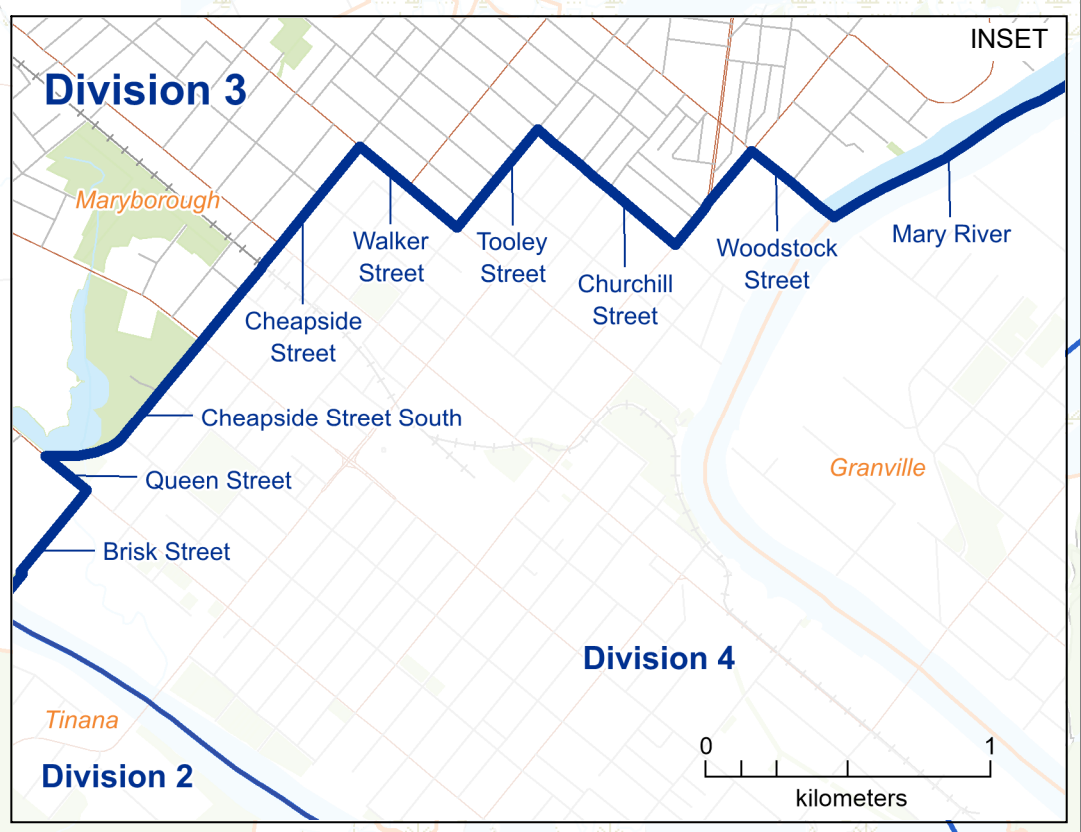 INSET
Division 3
Maryborough
Walker
Street
Tooley
Street
Churchill
Street
Woodstock
Street
Mary River
Cheapside
Street
Cheapside Street South
Queen Street
Granville
Brisk Street
Division 4
Tinana
Division 2
0
1
kilometers